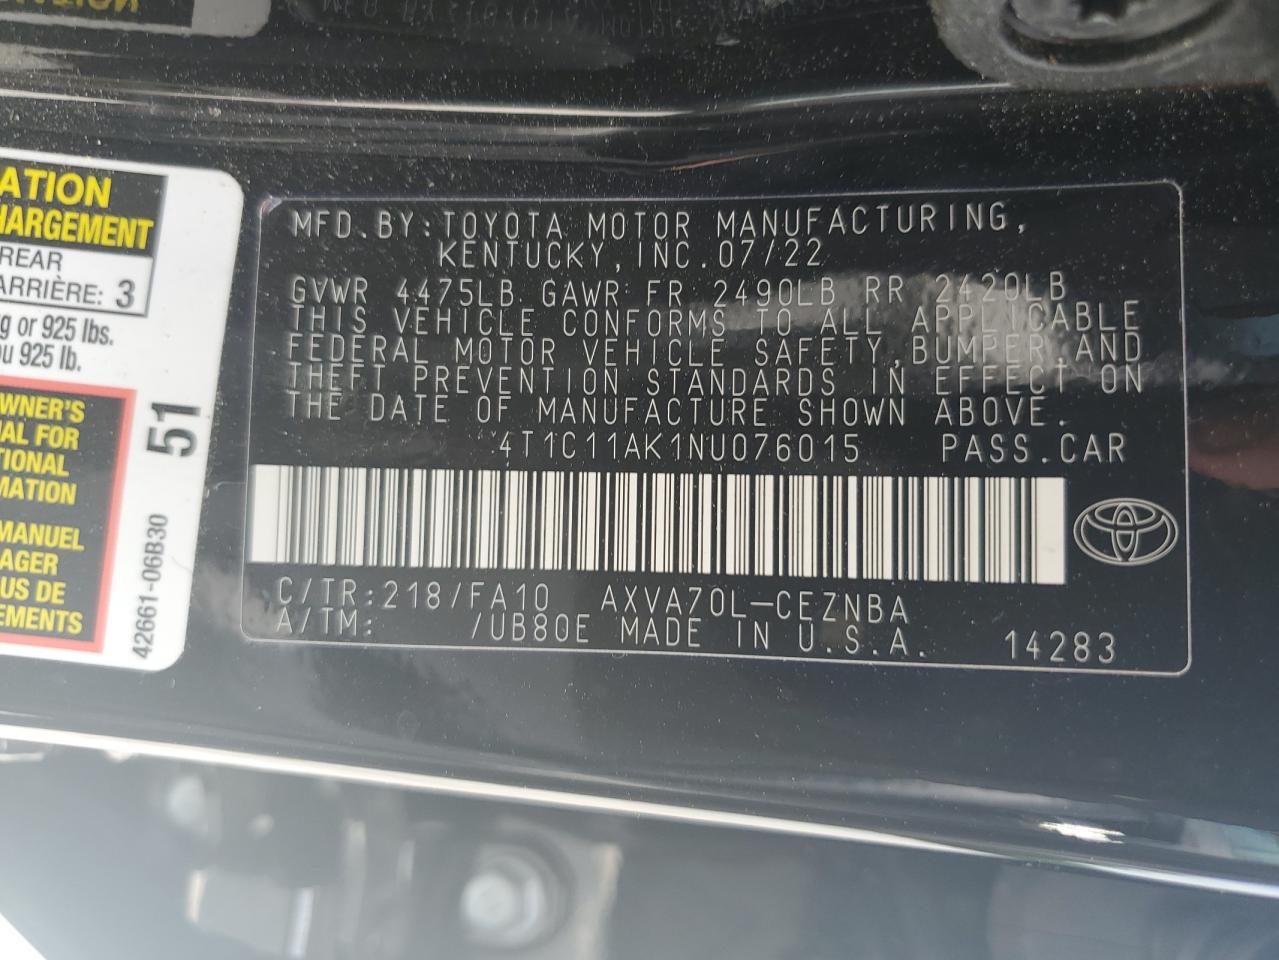 ATION
HARGEMENT
REAR
ARRIÈRE: 3
g or 925 lbs.
u 925 lb.
WNER'S
AL FOR
TIONAL
MATION
MANUEL
AGER
US DE
EMENTS
51
42661-06B30
MFD.BY:TOYOTA MOTOR MANUFACTURING,
KENTUCKY,INC.07/22
GVWR 4475LB GAWR FR 2490LB RR 2420LB
THIS VEHICLE CONFORMS TO ALL APPLICABLE
FEDERAL MOTOR VEHICLE SAFETY,BUMPER,AND
THEFT PREVENTION STANDARDS IN EFFECT ON
THE DATE OF MANUFACTURE SHOWN ABOVE.
4T1C11AK1NU076015 PASS.CAR
C/TR:218/FA10 AXVA70L-CEZNBA
A/TM: /UB80E MADE IN U.S.A. 14283